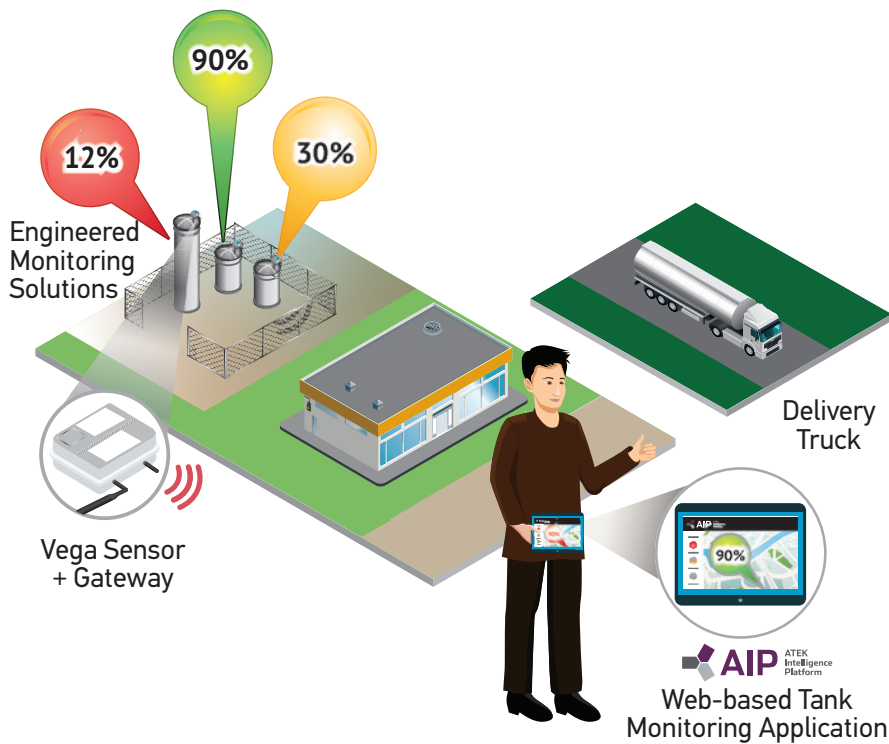 90%
12%
30%
Engineered
Monitoring
Solutions
Delivery
Truck
Vega Sensor
+ Gateway
AIP
90%
AIP ATEK
Intelligence
Platform
Web-based Tank
Monitoring Application